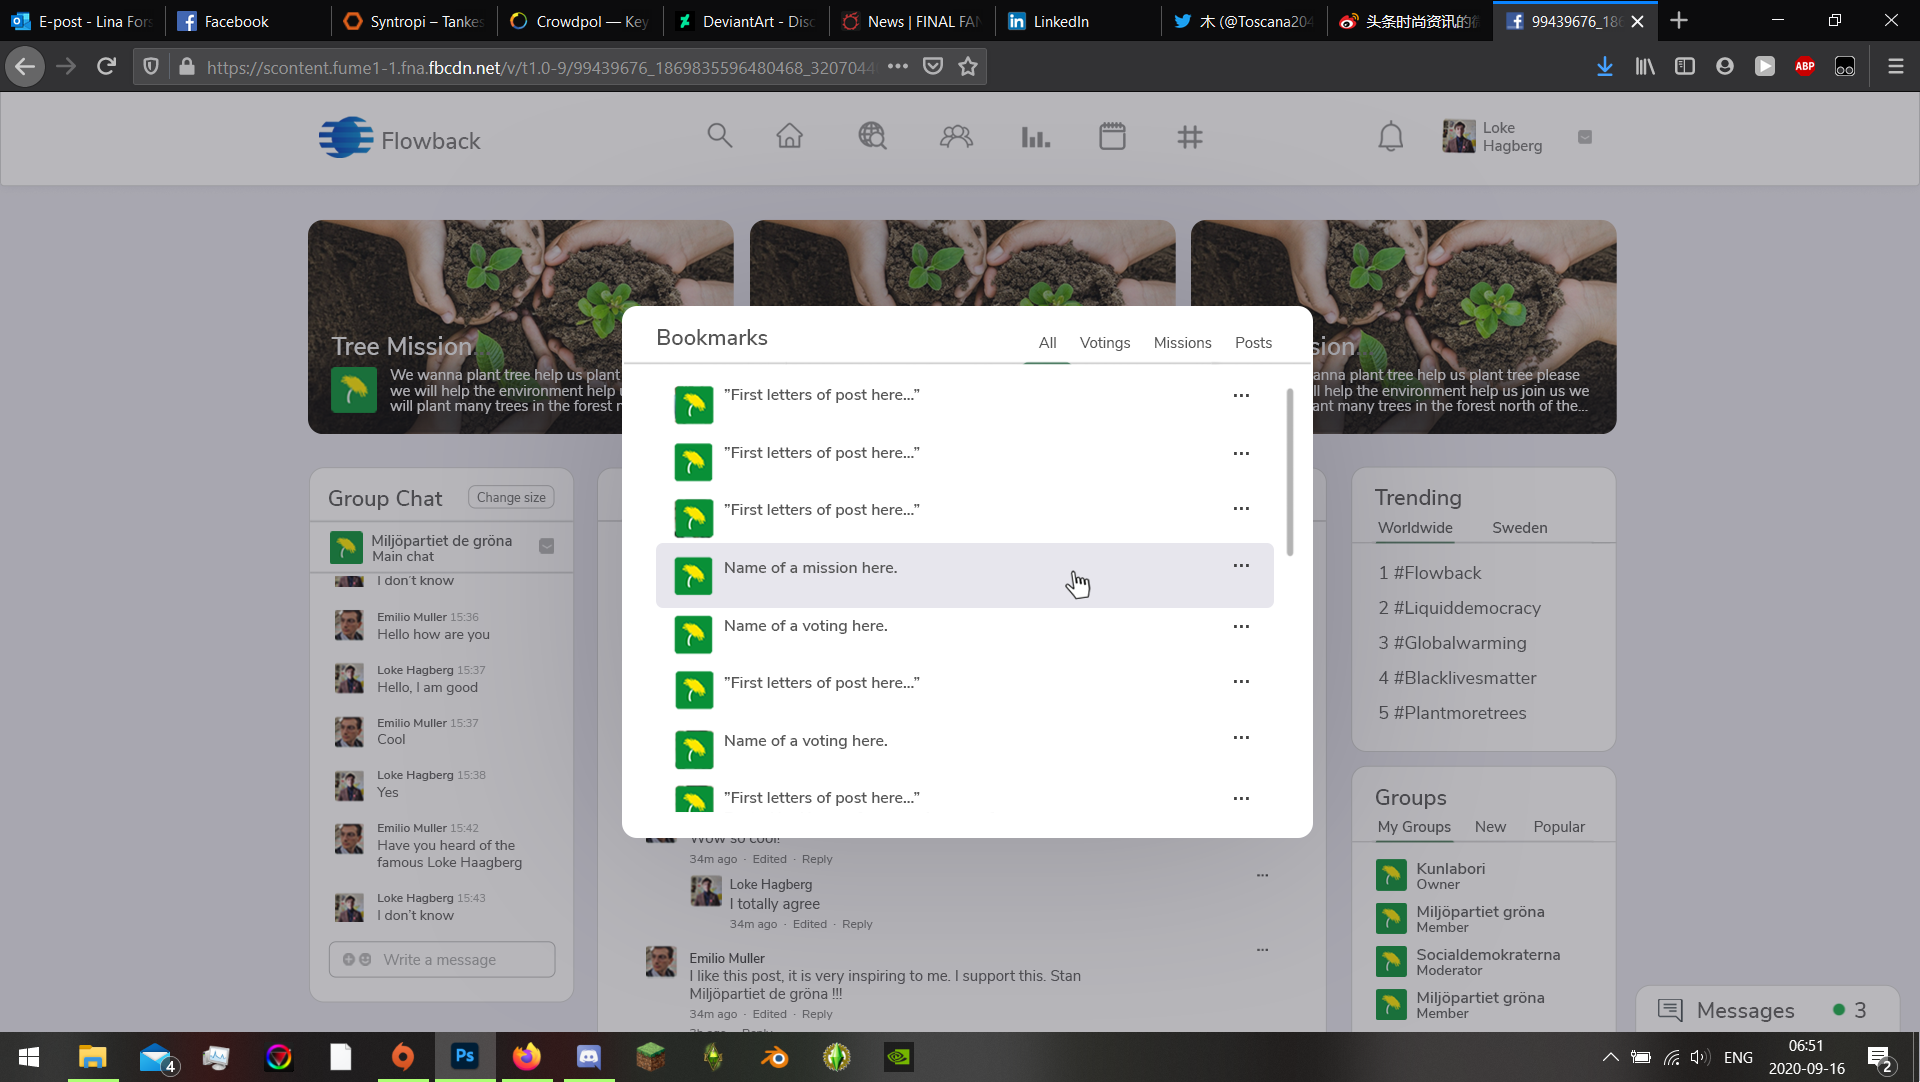 E-post – Lina Fors
Facebook
Syntropi – Tankes
Crowdpol — Key
DeviantArt - Disc
News | FINAL FAN
LinkedIn
木 (@Toscana204
头条时尚资讯的微
99439676_186
https://scontent.fume1-1.fna.fbcdn.net/v/t1.0-9/99439676_1869835596480468_3207044
ABP
Flowback
Loke
Hagberg
Tree Mission
We wanna plant tree help us plant
we will help the environment help
will plant many trees in the forest
sion
anna plant tree help us plant tree please
ll help the environment help us join us we
ant many trees in the forest north of the...
Bookmarks
All Votings Missions Posts
”First letters of post here...”
”First letters of post here...”
”First letters of post here...”
Name of a mission here.
Name of a voting here.
”First letters of post here...”
Name of a voting here.
”First letters of post here...”
Group Chat
Change size
Miljöpartiet de gröna
Main chat
I don’t know
Emilio Muller 15:36
Hello how are you
Loke Hagberg 15:37
Hello, I am good
Emilio Muller 15:37
Cool
Loke Hagberg 15:38
Yes
Emilio Muller 15:42
Have you heard of the
famous Loke Haagberg
Loke Hagberg 15:43
I don’t know
Write a message
Wow so cool!
34m ago · Edited · Reply
Loke Hagberg
I totally agree
34m ago · Edited · Reply
Emilio Muller
I like this post, it is very inspiring to me. I support this. Stan
Miljöpartiet de gröna !!!
34m ago · Edited · Reply
Trending
Worldwide Sweden
1 #Flowback
2 #Liquiddemocracy
3 #Globalwarming
4 #Blacklivesmatter
5 #Plantmoretrees
Groups
My Groups New Popular
Kunlabori
Owner
Miljöpartiet gröna
Member
Socialdemokraterna
Moderator
Miljöpartiet gröna
Member
Messages 3
4
Ps
ENG
06:51
2020-09-16
2